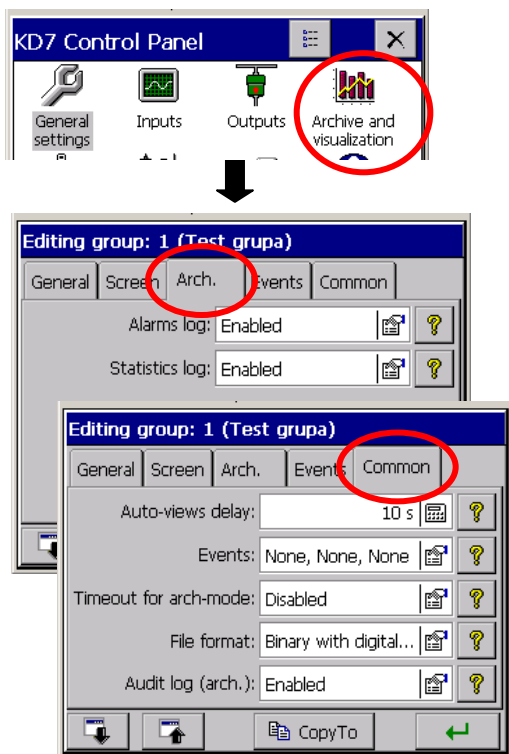 KD7 Control Panel
General settings
Inputs
Outputs
Archive and visualization
Editing group: 1 (Test grupa)
General Screen Arch. Events Common
Alarms log: Enabled
Statistics log: Enabled
Editing group: 1 (Test grupa)
General Screen Arch. Events Common
Auto-views delay: 10 s
Events: None, None, None
Timeout for arch-mode: Disabled
File format: Binary with digital...
Audit log (arch.): Enabled
CopyTo